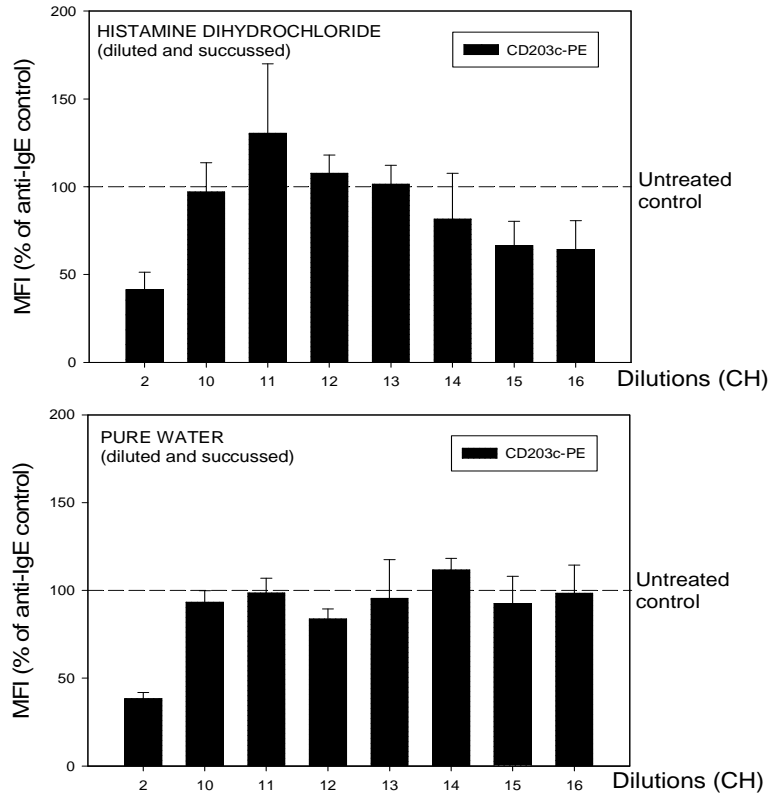 200
HISTAMINE DIHYDROCHLORIDE
(diluted and succussed)
CD203c-PE
150
100
Untreated
control
50
0
MFI (% of anti-IgE control)
2 10 11 12 13 14 15 16
Dilutions (CH)
200
PURE WATER
(diluted and succussed)
CD203c-PE
150
100
Untreated
control
50
0
MFI (% of anti-IgE control)
2 10 11 12 13 14 15 16
Dilutions (CH)